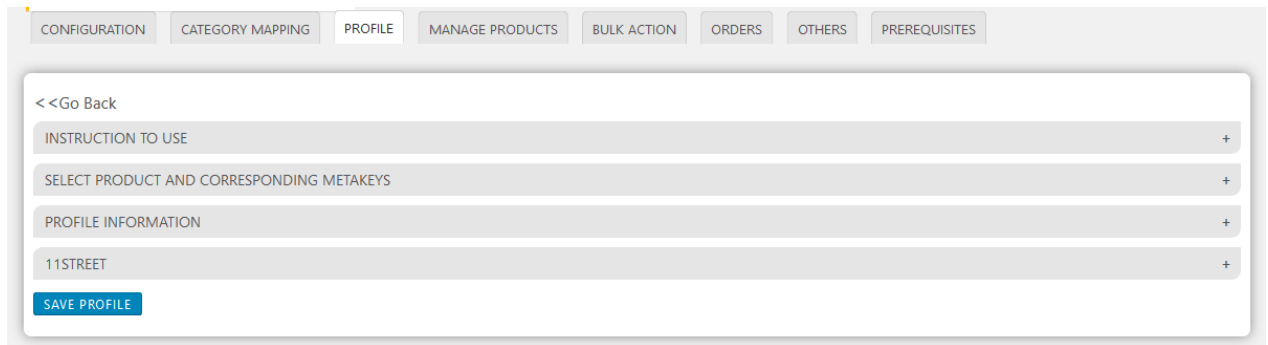 CONFIGURATION CATEGORY MAPPING PROFILE MANAGE PRODUCTS BULK ACTION ORDERS OTHERS PREREQUISITES
<<Go Back
INSTRUCTION TO USE +
SELECT PRODUCT AND CORRESPONDING METAKEYS +
PROFILE INFORMATION +
11STREET +
SAVE PROFILE